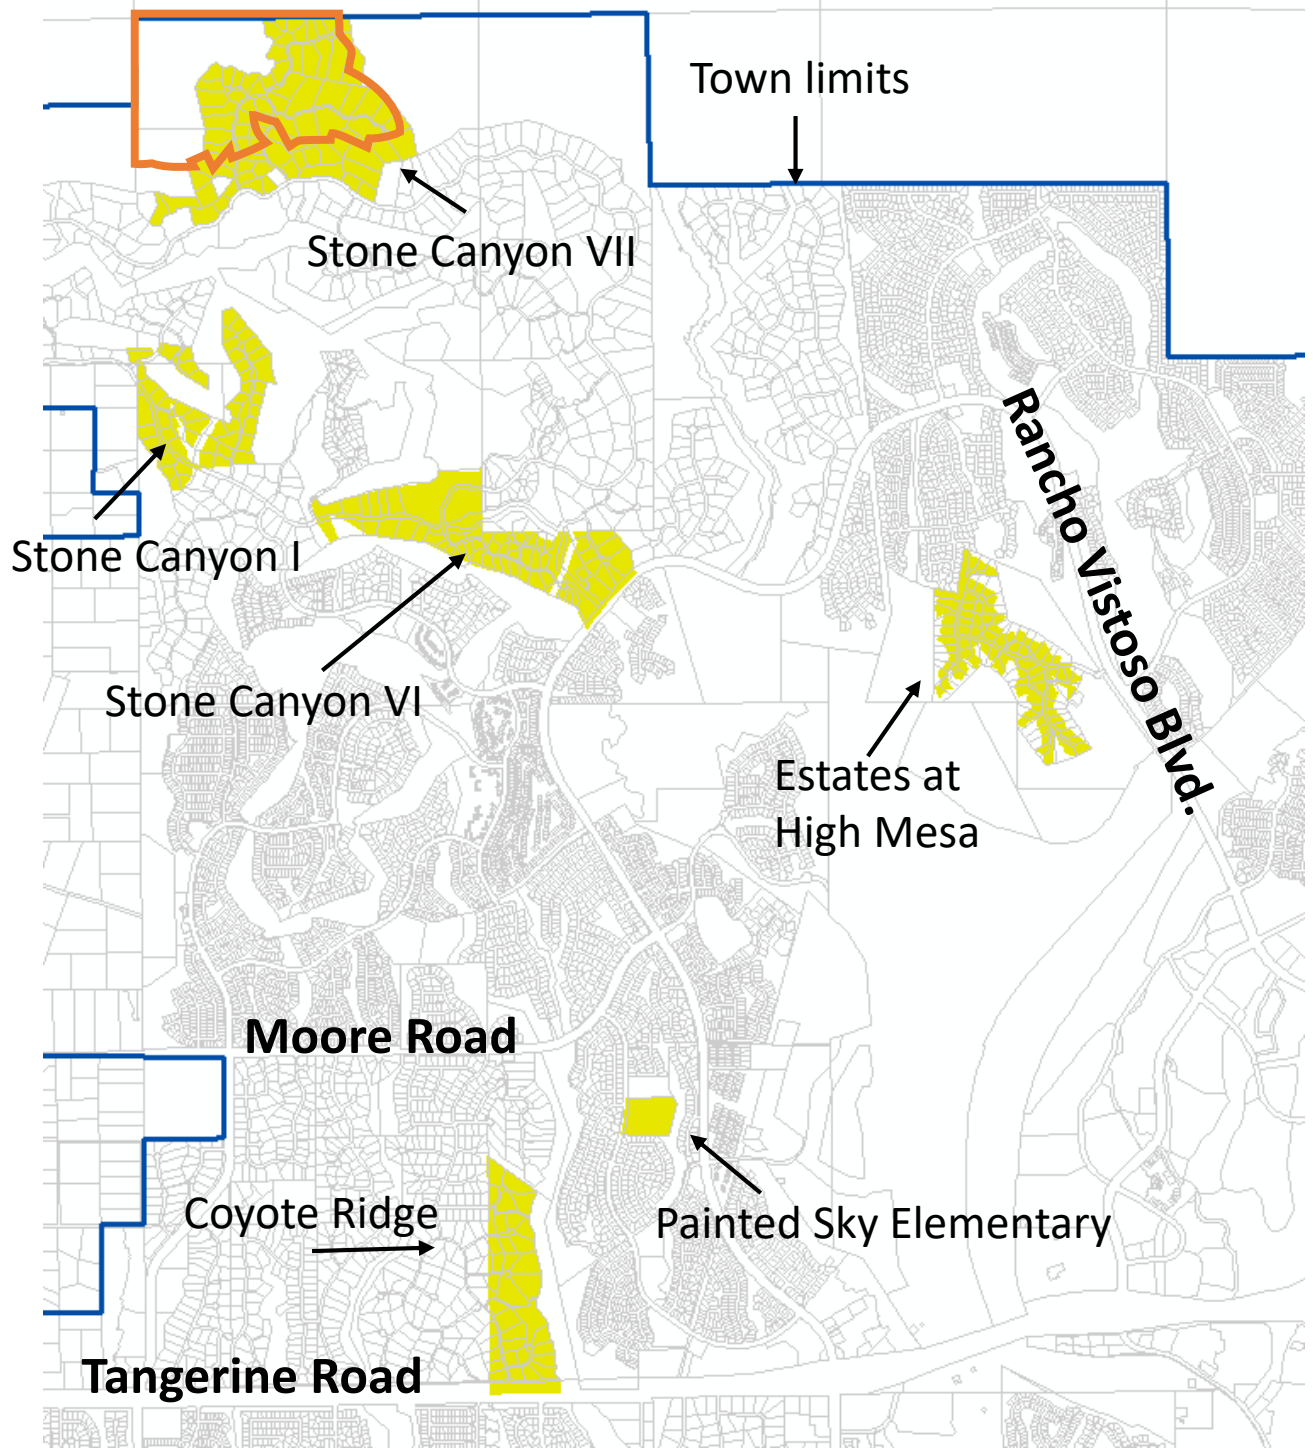 Town limits
Stone Canyon VII
Rancho Vistoso Blvd.
Stone Canyon I
Stone Canyon VI
Estates at
High Mesa
Moore Road
Coyote Ridge
Painted Sky Elementary
Tangerine Road